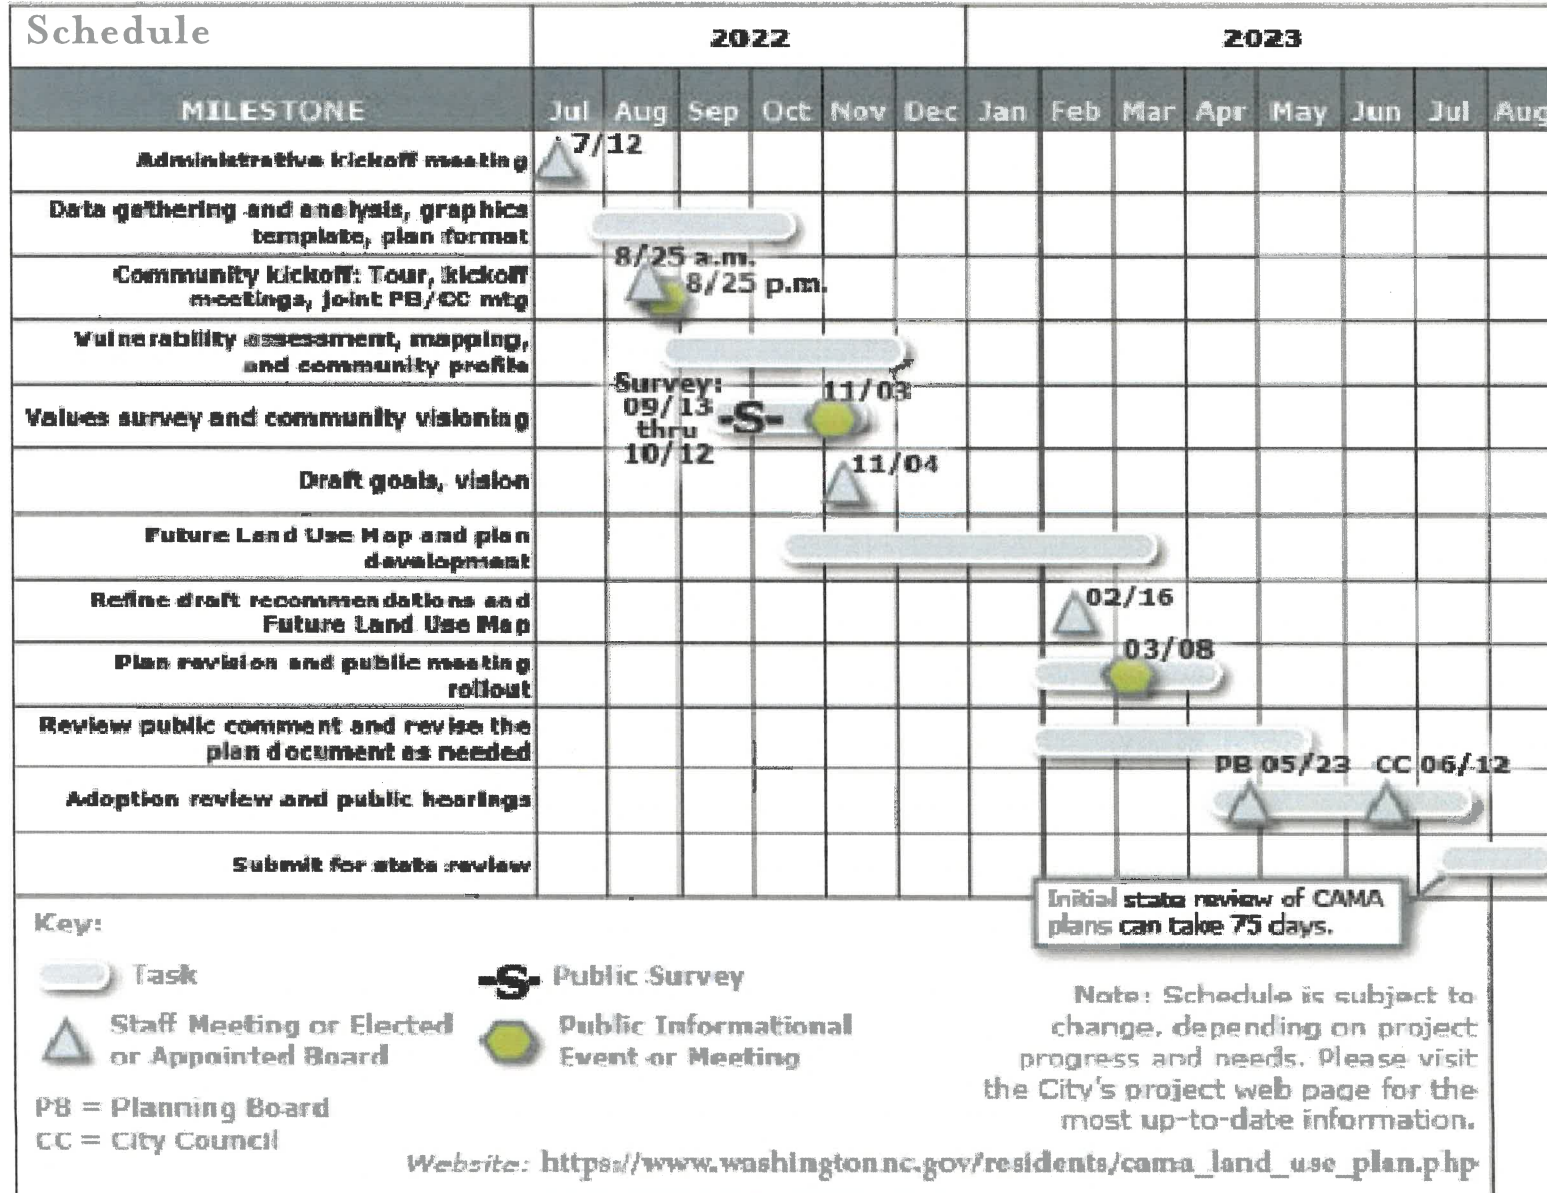 Schedule
2022 2023
MILESTONE Jul Aug Sep Oct Nov Dec Jan Feb Mar Apr May Jun Jul Aug
Administrative kickoff meeting 7/12
Data gathering and analysis, graphics
template, plan format
8/25 a.m.
Community kickoff: Tour, kickoff
meetings, joint PB/CC mtg
8/25 p.m.
Vulnerability assessment, mapping,
and community profile
Survey:
09/13
thru
10/12
-S-
11/03
Values survey and community visioning
Draft goals, vision 11/04
Future Land Use Map and plan
development
Refine draft recommendations and
Future Land Use Map
02/16
Plan revision and public meeting
rollout
03/08
Review public comment and revise the
plan document as needed
PB 05/23 CC 06/12
Adoption review and public hearings
Submit for state review
Initial state review of CAMA
plans can take 75 days.
Key:
Task
-S- Public Survey
Staff Meeting or Elected
or Appointed Board
Public Informational
Event or Meeting
PB = Planning Board
CC = City Council
Note: Schedule is subject to
change, depending on project
progress and needs. Please visit
the City's project web page for the
most up-to-date information.
Website: https://www.washingtonnc.gov/residents/cama_land_use_plan.php